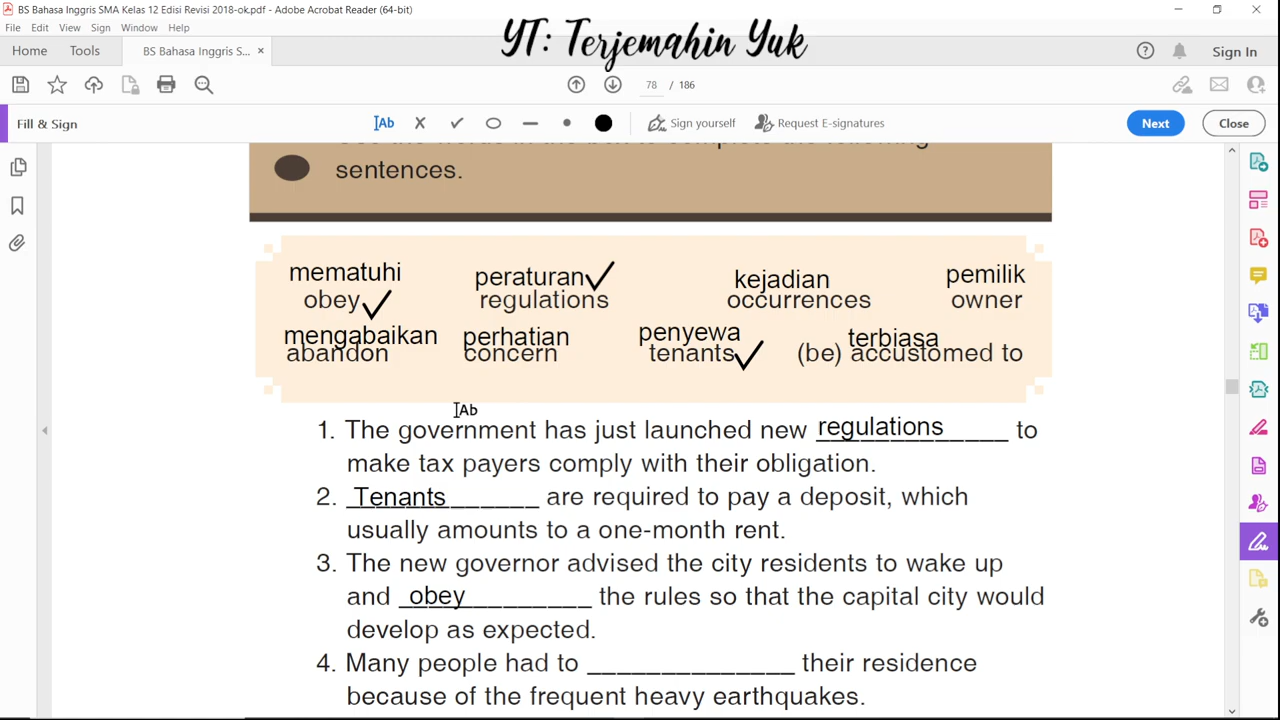 BS Bahasa Inggris SMA Kelas 12 Edisi Revisi 2018-ok.pdf - Adobe Acrobat Reader (64-bit)
File Edit View Sign Window Help
YT: Terjemahin Yuk
Home Tools BS Bahasa Inggris S... × Sign In
78 / 186
Fill & Sign Ab Sign yourself Request E-signatures Next Close
sentences.
mematuhi peraturan kejadian pemilik
obey regulations occurrences owner
mengabaikan perhatian penyewa terbiasa
abandon concern tenants (be) accustomed to
Ab
1. The government has just launched new regulations to
make tax payers comply with their obligation.
2. Tenants are required to pay a deposit, which
usually amounts to a one-month rent.
3. The new governor advised the city residents to wake up
and obey the rules so that the capital city would
develop as expected.
4. Many people had to ______________ their residence
because of the frequent heavy earthquakes.